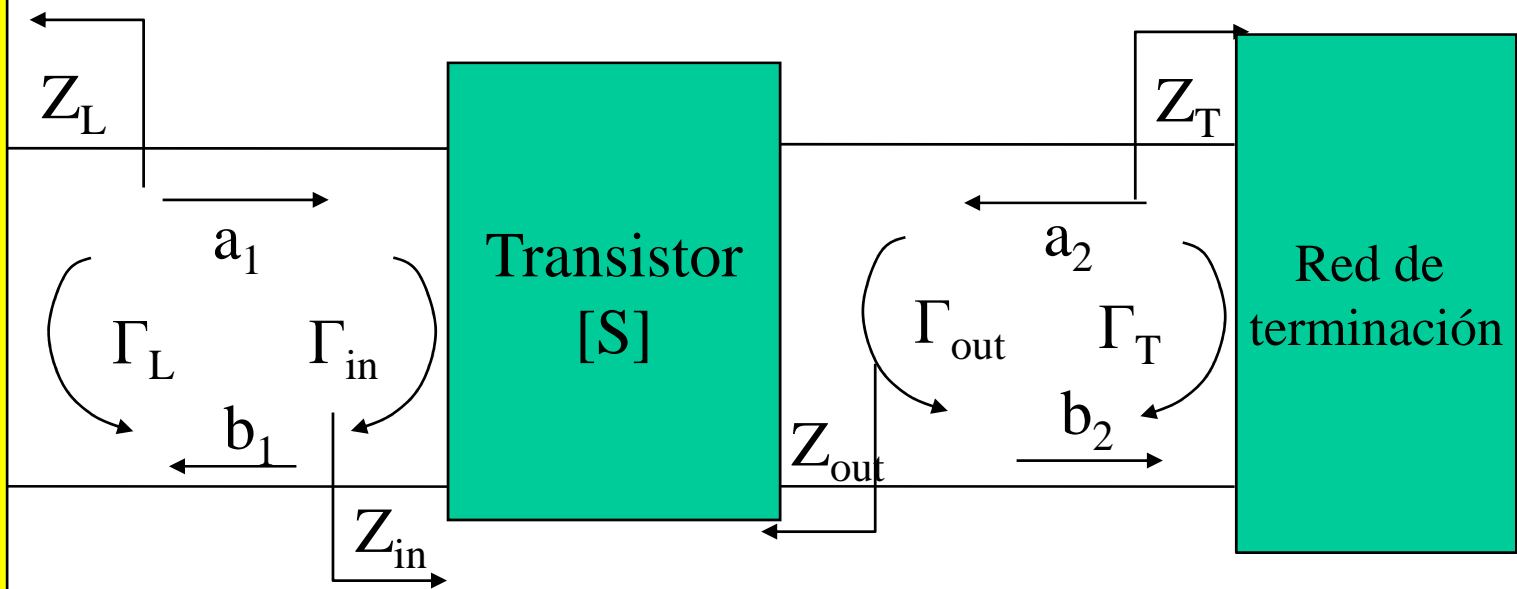 Z_L
Z_T
a_1
a_2
Transistor
[S]
Red de
terminación
Γ_L
Γ_in
Γ_out
Γ_T
b_1
b_2
Z_out
Z_in